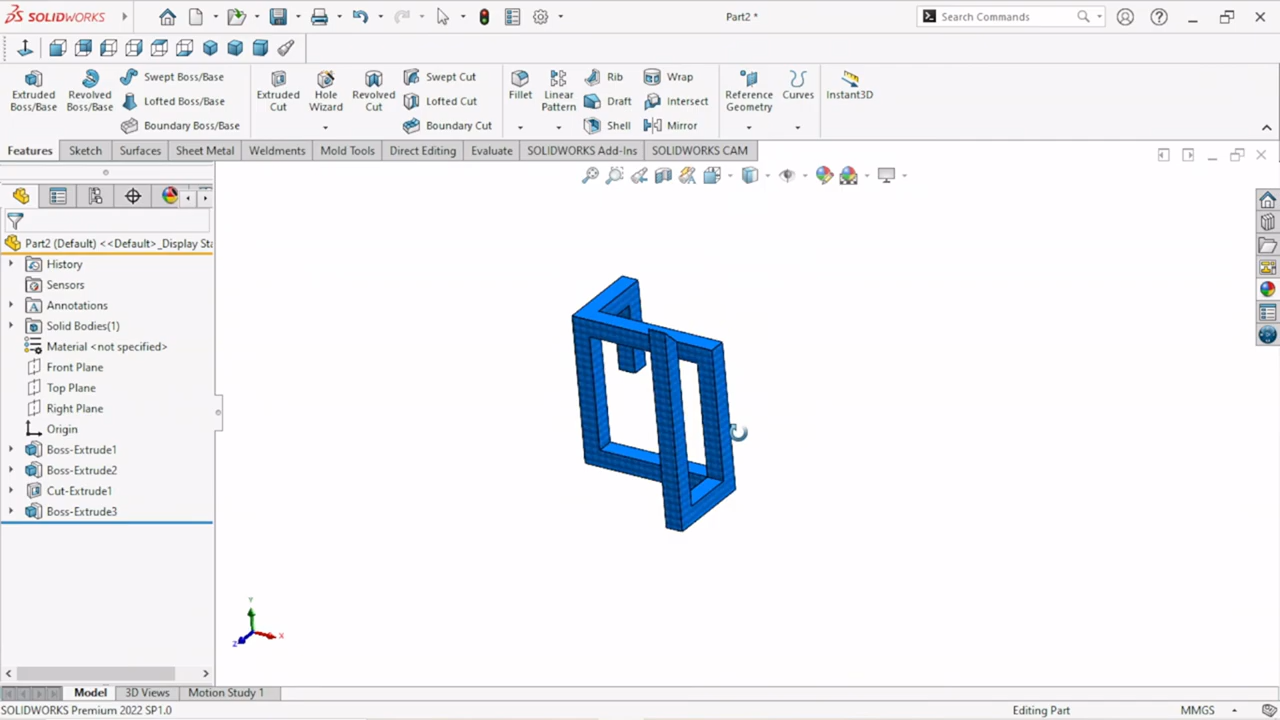 SOLIDWORKS
Part2 *
Search Commands
Extruded Boss/Base
Revolved Boss/Base
Swept Boss/Base
Lofted Boss/Base
Boundary Boss/Base
Extruded Cut
Hole Wizard
Revolved Cut
Swept Cut
Lofted Cut
Boundary Cut
Fillet
Linear Pattern
Rib
Draft
Shell
Wrap
Intersect
Mirror
Reference Geometry
Curves
Instant3D
Features
Sketch
Surfaces
Sheet Metal
Weldments
Mold Tools
Direct Editing
Evaluate
SOLIDWORKS Add-Ins
SOLIDWORKS CAM
Part2 (Default) <<Default>_Display Sta
History
Sensors
Annotations
Solid Bodies(1)
Material <not specified>
Front Plane
Top Plane
Right Plane
Origin
Boss-Extrude1
Boss-Extrude2
Cut-Extrude1
Boss-Extrude3
Y
X
Z
Model
3D Views
Motion Study 1
SOLIDWORKS Premium 2022 SP1.0
Editing Part
MMGS